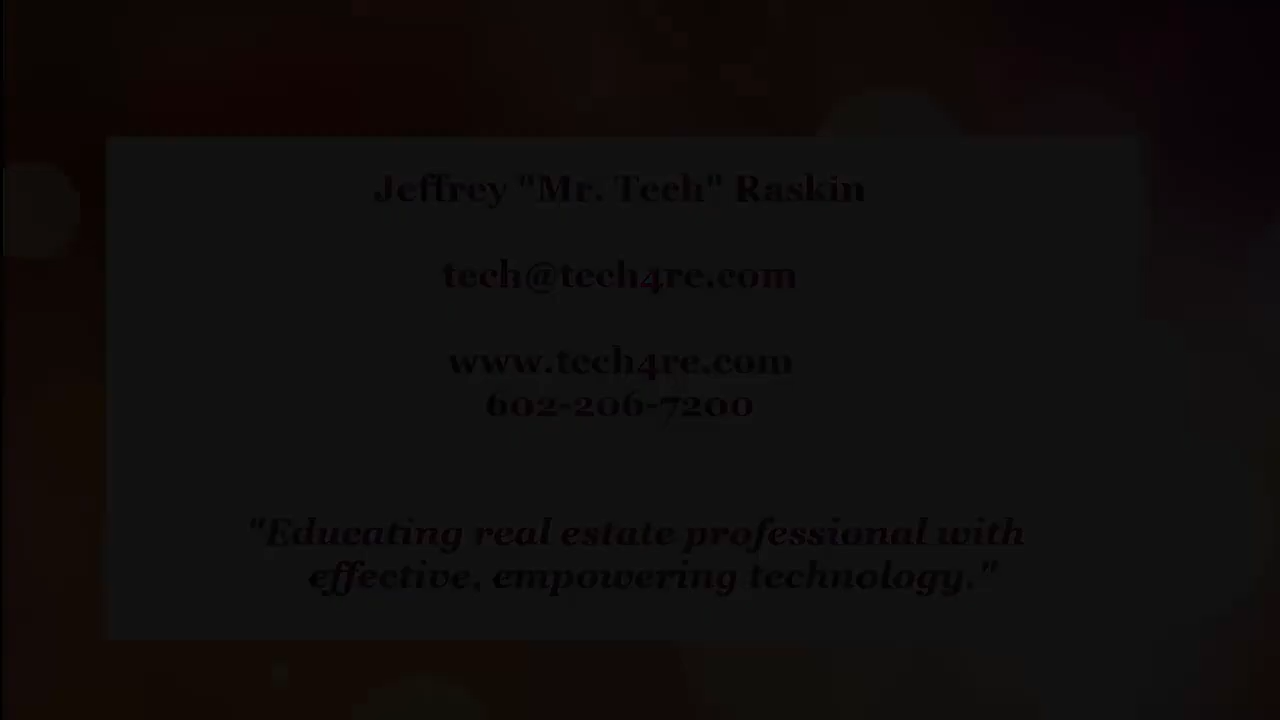 Jeffrey "Mr. Tech" Raskin
tech@tech4re.com
www.tech4re.com
602-206-7200
"Educating real estate professional with
effective, empowering technology."